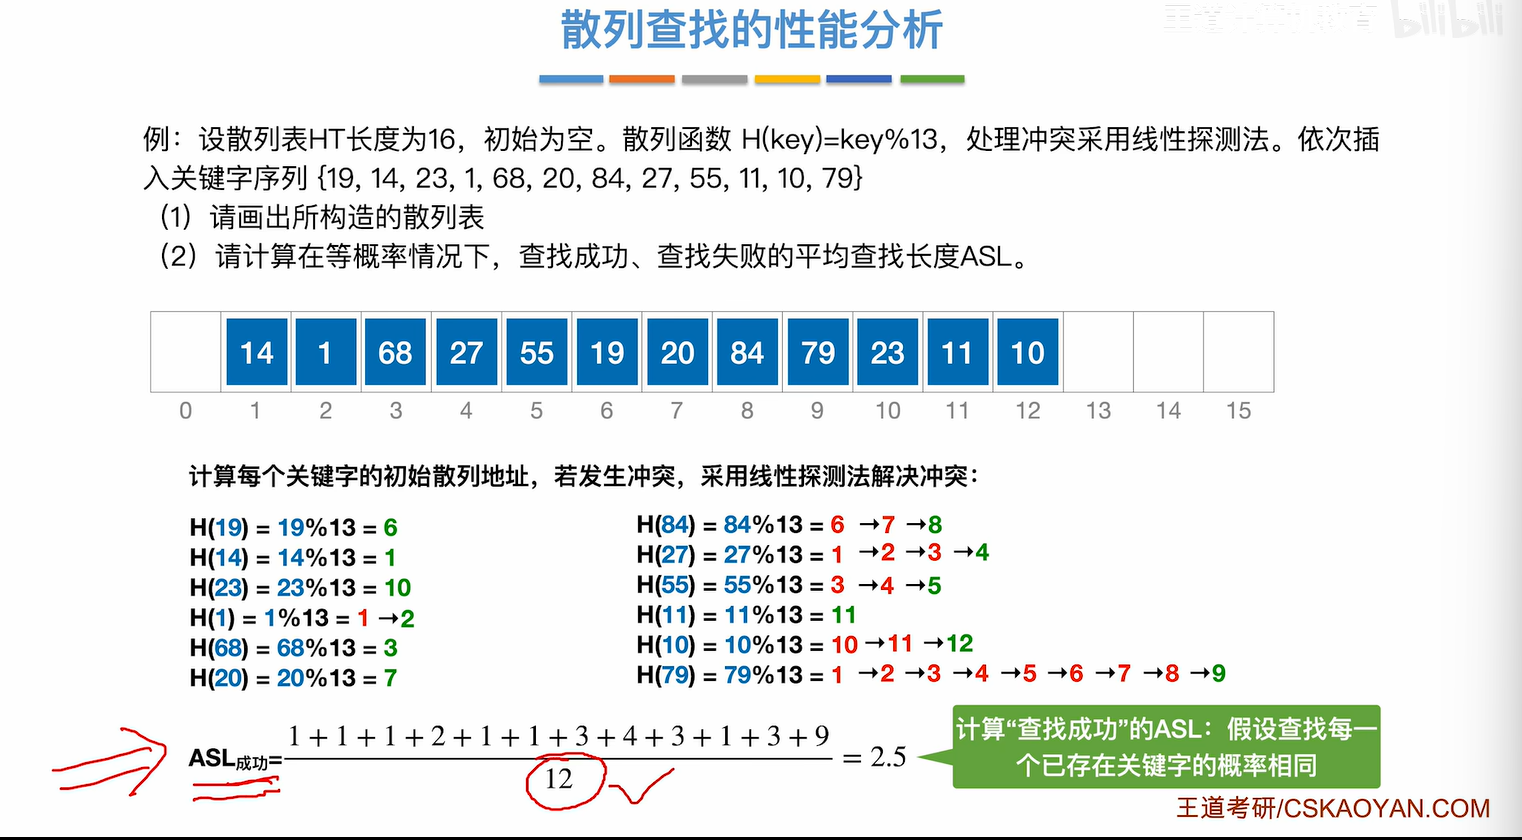 散列查找的性能分析
bilibili
例：设散列表HT长度为16，初始为空。散列函数 H(key)=key%13，处理冲突采用线性探测法。依次插
入关键字序列 {19, 14, 23, 1, 68, 20, 84, 27, 55, 11, 10, 79}
（1）请画出所构造的散列表
（2）请计算在等概率情况下，查找成功、查找失败的平均查找长度ASL。
14 1 68 27 55 19 20 84 79 23 11 10
0 1 2 3 4 5 6 7 8 9 10 11 12 13 14 15
计算每个关键字的初始散列地址，若发生冲突，采用线性探测法解决冲突：
H(19) = 19%13 = 6
H(14) = 14%13 = 1
H(23) = 23%13 = 10
H(1) = 1%13 = 1 →2
H(68) = 68%13 = 3
H(20) = 20%13 = 7
H(84) = 84%13 = 6 →7 →8
H(27) = 27%13 = 1 →2 →3 →4
H(55) = 55%13 = 3 →4 →5
H(11) = 11%13 = 11
H(10) = 10%13 = 10 →11 →12
H(79) = 79%13 = 1 →2 →3 →4 →5 →6 →7 →8 →9
1+1+1+2+1+1+3+4+3+1+3+9
ASL成功= = 2.5
12
计算“查找成功”的ASL：假设查找每一
个已存在关键字的概率相同
王道考研/CSKAOYAN.COM